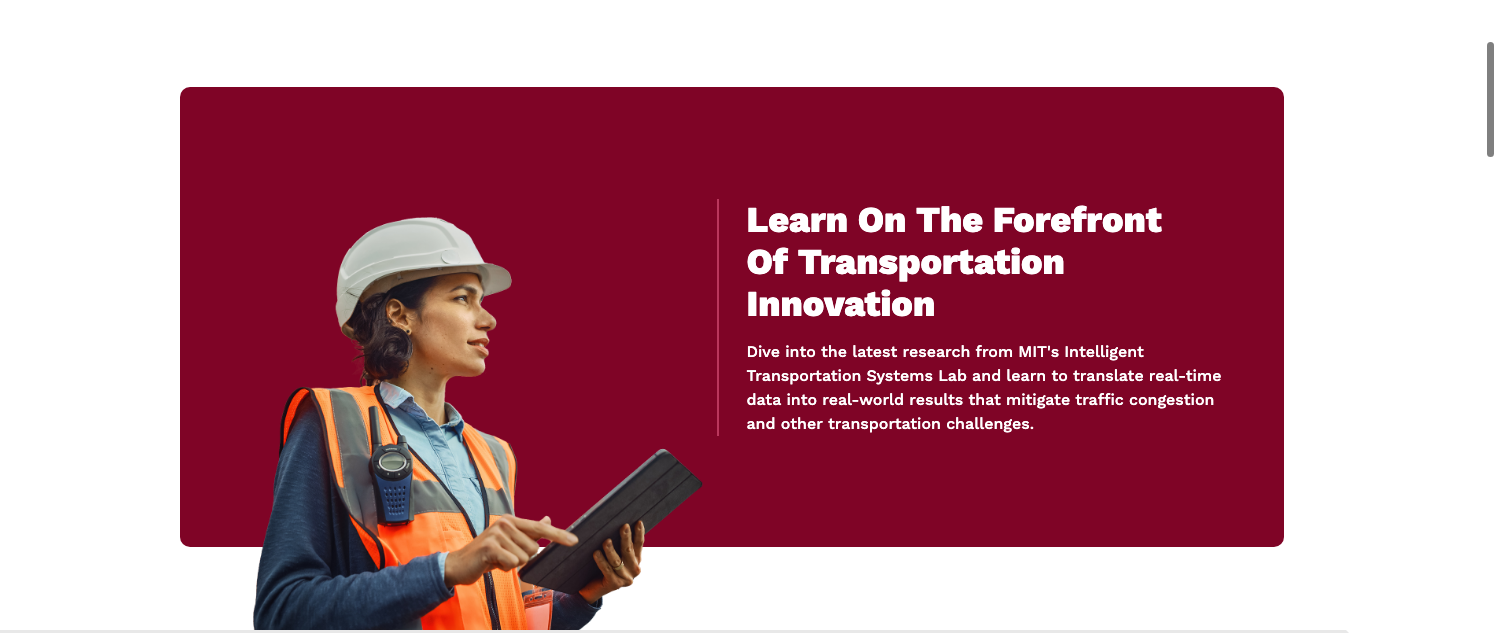 Learn On The Forefront
Of Transportation
Innovation
Dive into the latest research from MIT's Intelligent
Transportation Systems Lab and learn to translate real-time
data into real-world results that mitigate traffic congestion
and other transportation challenges.